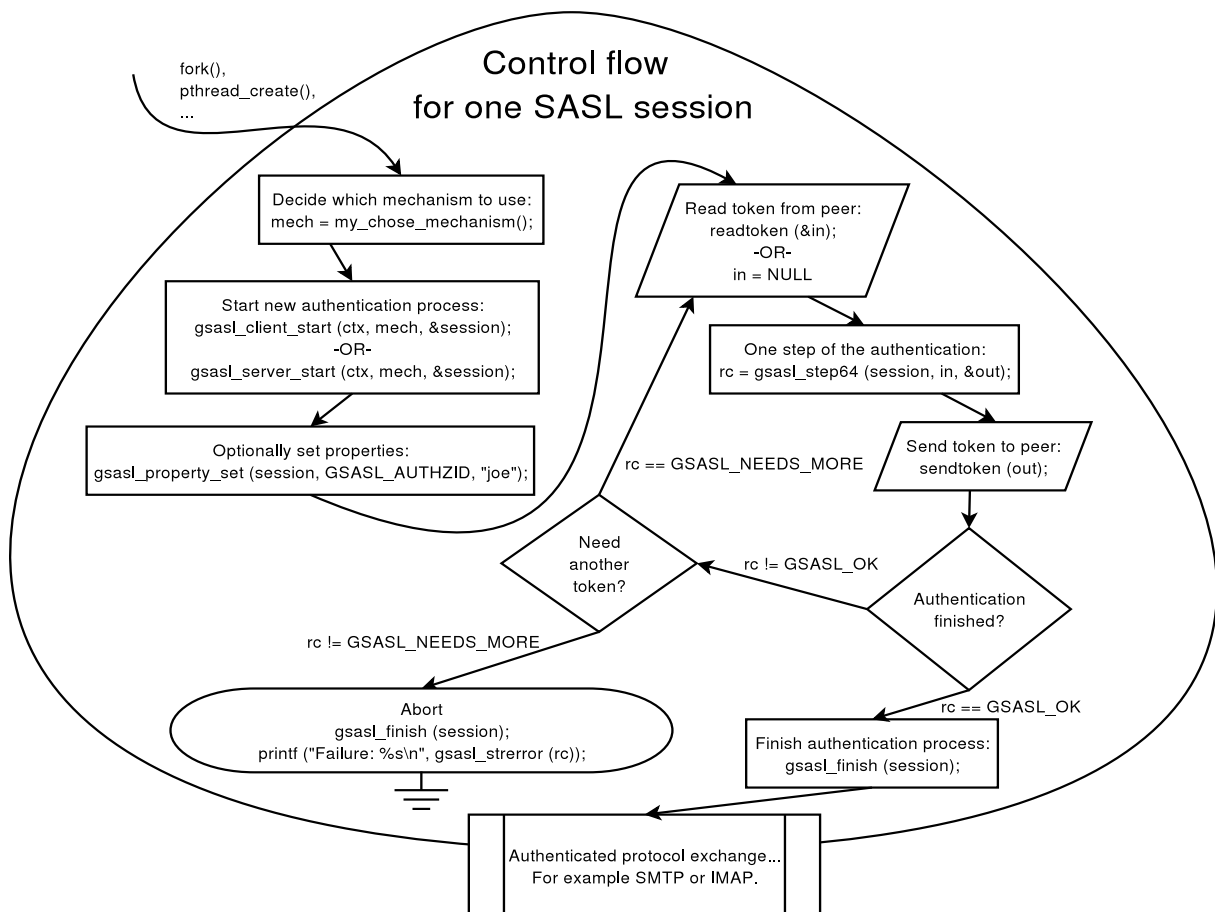 Control flow
for one SASL session
fork(),
pthread_create(),
...
Decide which mechanism to use:
mech = my_chose_mechanism();
Start new authentication process:
gsasl_client_start (ctx, mech, &session);
-OR-
gsasl_server_start (ctx, mech, &session);
Optionally set properties:
gsasl_property_set (session, GSASL_AUTHZID, "joe");
Read token from peer:
readtoken (&in);
-OR-
in = NULL
One step of the authentication:
rc = gsasl_step64 (session, in, &out);
Send token to peer:
sendtoken (out);
Authentication
finished?
rc != GSASL_OK
Need
another
token?
rc == GSASL_NEEDS_MORE
rc != GSASL_NEEDS_MORE
Abort
gsasl_finish (session);
printf ("Failure: %s\n", gsasl_strerror (rc));
rc == GSASL_OK
Finish authentication process:
gsasl_finish (session);
Authenticated protocol exchange...
For example SMTP or IMAP.